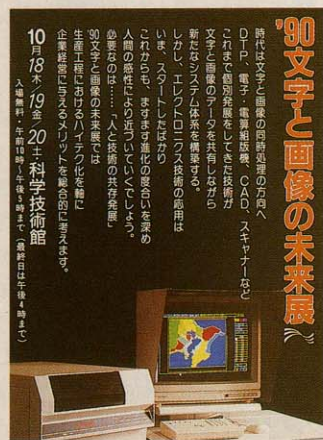 '90文字と画像の未来展
時代は文字と画像の同時処理の方向へ
DTP、電子・電算組版機、CAD、スキャナーなど
これまで個別発展をしてきた技術が
文字と画像のデータを共有しながら
新たなシステム体系を構築する。
しかし、エレクトロニクス技術の応用は
いま、スタートしたばかり
これからも、ますます進化の度合いを深め
人間の感性により近づいていくでしょう。
必要なのは……「人と技術の共存発展」
'90文字と画像の未来展では
生産工程におけるハイテク化を軸に
企業経営に与えるメリットを総合的に考えます。
10月18木/19金/20土・科学技術館
入場無料・午前10時〜午後5時まで（最終日は午後4時まで）